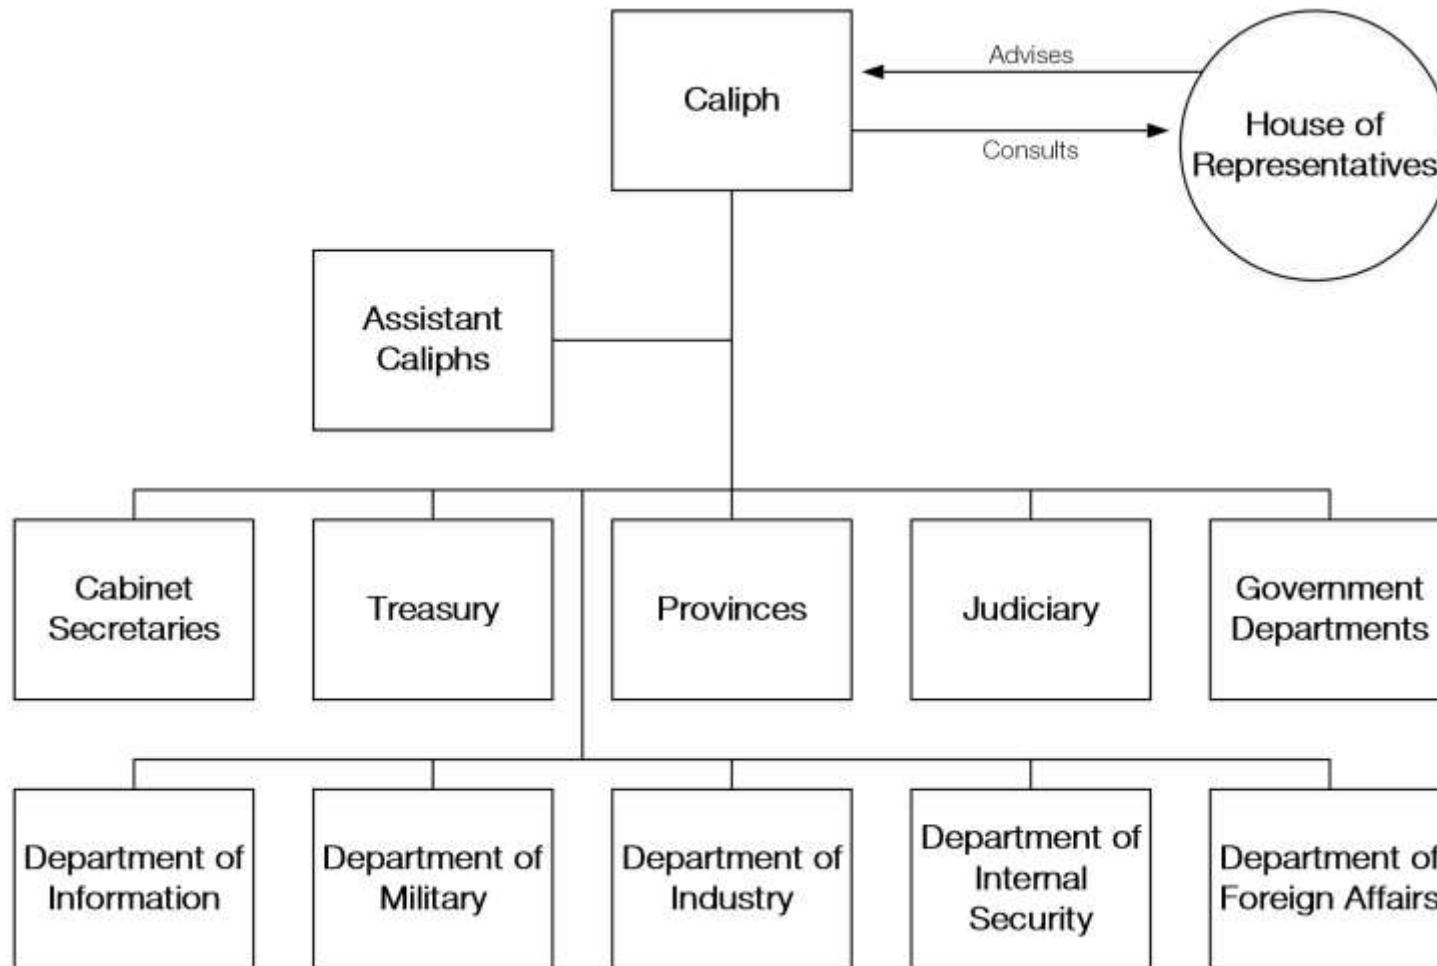 Caliph
Advises
Consults
House of
Representatives
Assistant
Caliphs
Cabinet
Secretaries
Treasury
Provinces
Judiciary
Government
Departments
Department of
Information
Department of
Military
Department of
Industry
Department of
Internal
Security
Department of
Foreign Affairs